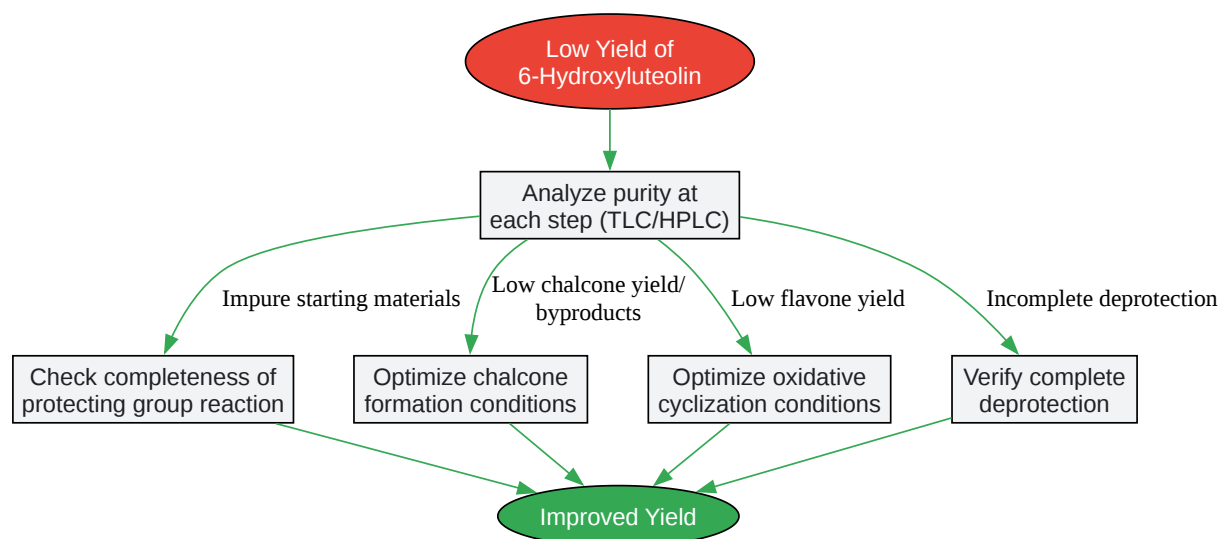 Low Yield of
6-Hydroxyluteolin
Analyze purity at
each step (TLC/HPLC)
Impure starting materials
Low chalcone yield/
byproducts
Low flavone yield
Incomplete deprotection
Check completeness of
protecting group reaction
Optimize chalcone
formation conditions
Optimize oxidative
cyclization conditions
Verify complete
deprotection
Improved Yield